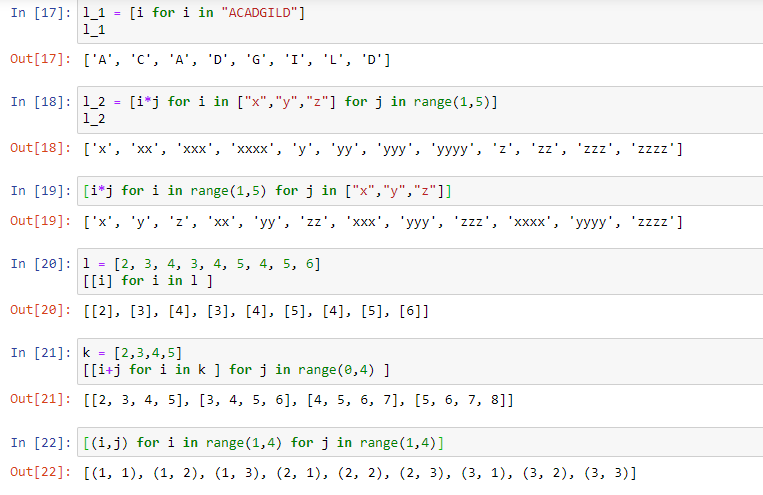 In [17]: l_1 = [i for i in "ACADGILD"]
l_1
Out[17]: ['A', 'C', 'A', 'D', 'G', 'I', 'L', 'D']
In [18]: l_2 = [i*j for i in ["x","y","z"] for j in range(1,5)]
l_2
Out[18]: ['x', 'xx', 'xxx', 'xxxx', 'y', 'yy', 'yyy', 'yyyy', 'z', 'zz', 'zzz', 'zzzz']
In [19]: [i*j for i in range(1,5) for j in ["x","y","z"]]
Out[19]: ['x', 'y', 'z', 'xx', 'yy', 'zz', 'xxx', 'yyy', 'zzz', 'xxxx', 'yyyy', 'zzzz']
In [20]: l = [2, 3, 4, 3, 4, 5, 4, 5, 6]
[[i] for i in l ]
Out[20]: [[2], [3], [4], [3], [4], [5], [4], [5], [6]]
In [21]: k = [2,3,4,5]
[[i+j for i in k ] for j in range(0,4) ]
Out[21]: [[2, 3, 4, 5], [3, 4, 5, 6], [4, 5, 6, 7], [5, 6, 7, 8]]
In [22]: [(i,j) for i in range(1,4) for j in range(1,4)]
Out[22]: [(1, 1), (1, 2), (1, 3), (2, 1), (2, 2), (2, 3), (3, 1), (3, 2), (3, 3)]